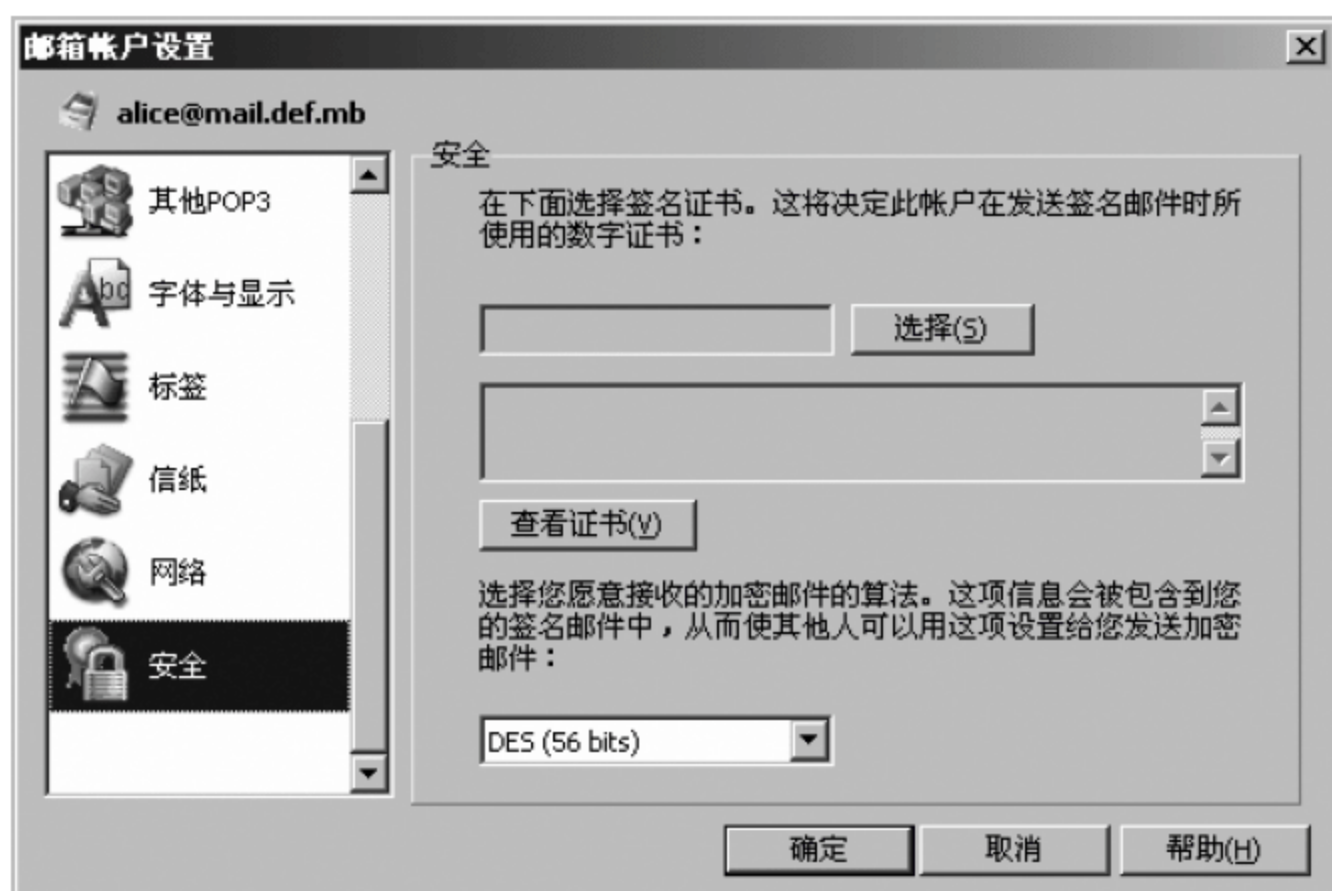 邮箱帐户设置
alice@mail.def.mb
其他POP3
字体与显示
标签
信纸
网络
安全
安全
在下面选择签名证书。这将决定此帐户在发送签名邮件时所
使用的数字证书：
选择(S)
查看证书(V)
选择您愿意接收的加密邮件的算法。这项信息会被包含到您
的签名邮件中，从而使其他人可以用这项设置给您发送加密
邮件：
DES (56 bits)
确定
取消
帮助(H)